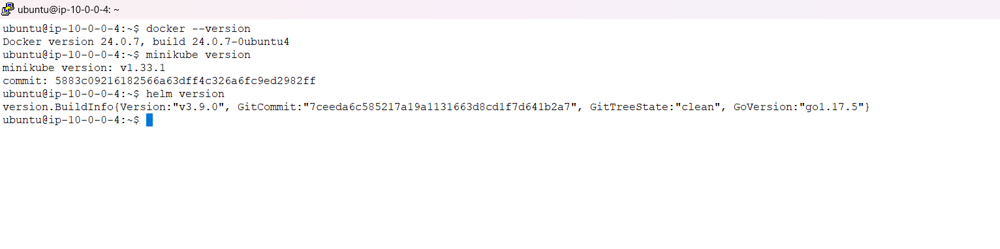 ubuntu@ip-10-0-0-4: ~
ubuntu@ip-10-0-0-4:~$ docker --version
Docker version 24.0.7, build 24.0.7-0ubuntu4
ubuntu@ip-10-0-0-4:~$ minikube version
minikube version: v1.33.1
commit: 5883c09216182566a63dff4c326a6fc9ed2982ff
ubuntu@ip-10-0-0-4:~$ helm version
version.BuildInfo{Version:"v3.9.0", GitCommit:"7ceeda6c585217a19a1131663d8cd1f7d641b2a7", GitTreeState:"clean", GoVersion:"go1.17.5"}
ubuntu@ip-10-0-0-4:~$